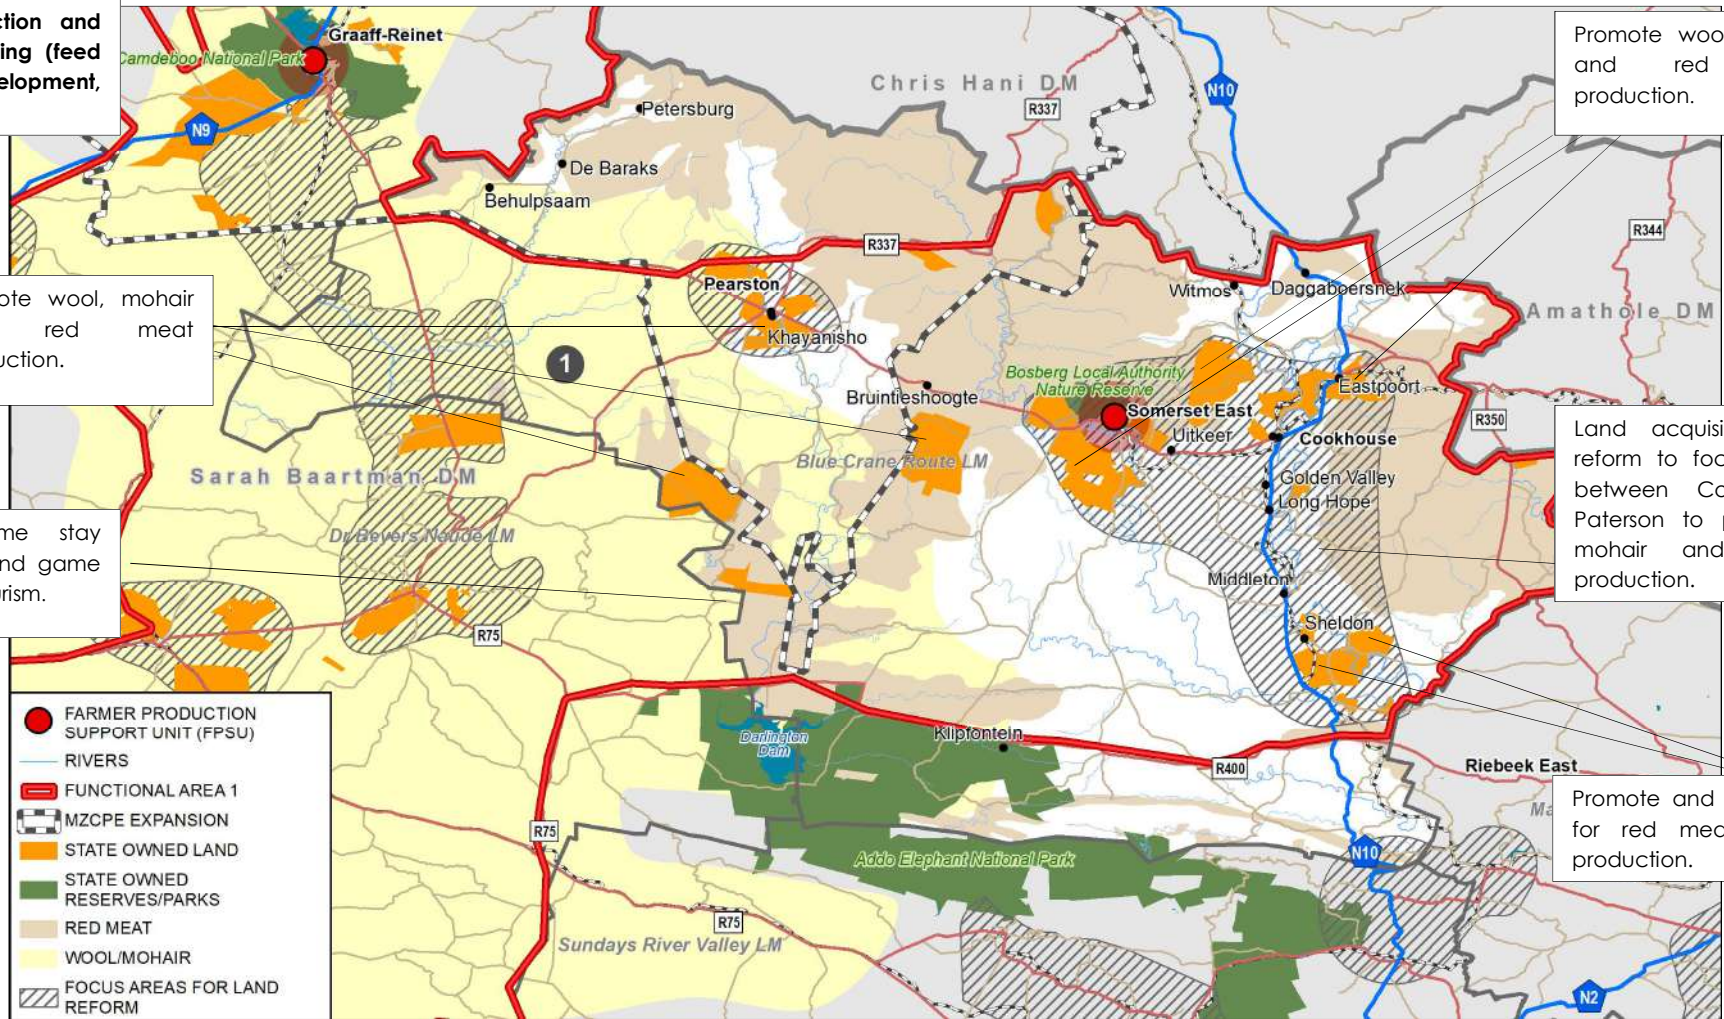 ction and
ing (feed
elopment,
Graaff-Reinet
Camdeboo National Park
N9
Petersburg
De Baraks
Behulpsaam
Chris Hani DM
R337
N10
Promote woo
and red
production.
R344
Amathole DM
ote wool, mohair
red meat
uction.
R337
Pearston
Khayanisho
1
Witmos
Daggaboersnek
Bruintieshoogte
Bosberg Local Authority
Nature Reserve
Somerset East
Uitkeer
Eastpoort
Cookhouse
R350
Golden Valley
Long Hope
Blue Crane Route LM
Sarah Baartman DM
Dr Beyers Naude LM
Land acquisi
reform to foc
between Co
Paterson to p
mohair and
production.
me stay
nd game
urism.
R75
Middleton
Sheldon
Darlington
Dam
Klipfontein
R400
Riebeek East
Ma
Promote and
for red mea
production.
R75
Addo Elephant National Park
N10
R75
Sundays River Valley LM
N2
FARMER PRODUCTION
SUPPORT UNIT (FPSU)
RIVERS
FUNCTIONAL AREA 1
MZCPE EXPANSION
STATE OWNED LAND
STATE OWNED
RESERVES/PARKS
RED MEAT
WOOL/MOHAIR
FOCUS AREAS FOR LAND
REFORM